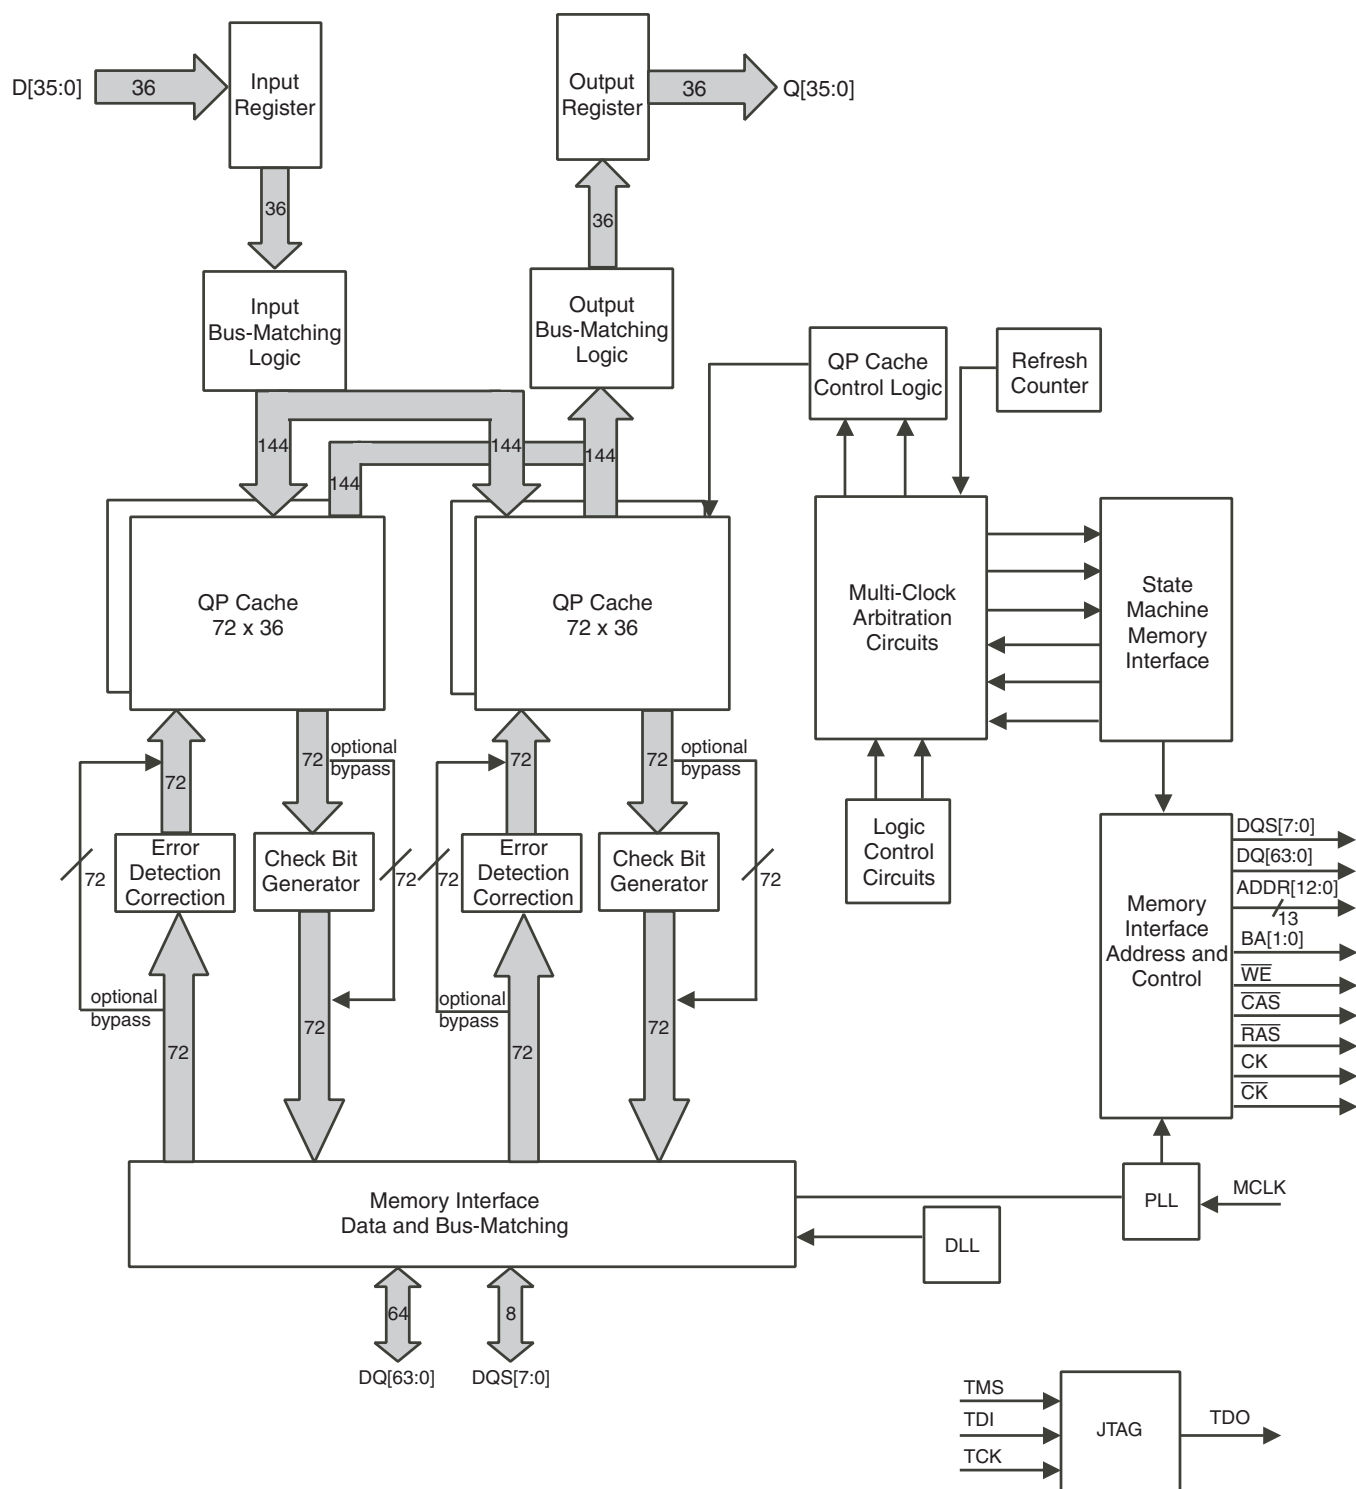 D[35:0]
36
Input
Register
Output
Register
36
Q[35:0]
36
36
Input
Bus-Matching
Logic
Output
Bus-Matching
Logic
QP Cache
Control Logic
Refresh
Counter
144
144
144
144
QP Cache
72 x 36
QP Cache
72 x 36
Multi-Clock
Arbitration
Circuits
State
Machine
Memory
Interface
72
72
optional
bypass
72
72
optional
bypass
72
Error
Detection
Correction
Check Bit
Generator
72
72
Error
Detection
Correction
Check Bit
Generator
72
Logic
Control
Circuits
Memory
Interface
Address and
Control
DQS[7:0]
DQ[63:0]
ADDR[12:0]
13
BA[1:0]
W̅E̅
C̅A̅S̅
R̅A̅S̅
CK
C̅K̅
optional
bypass
72
72
optional
bypass
72
72
Memory Interface
Data and Bus-Matching
PLL
MCLK
DLL
64
8
DQ[63:0]
DQS[7:0]
TMS
TDI
TCK
JTAG
TDO